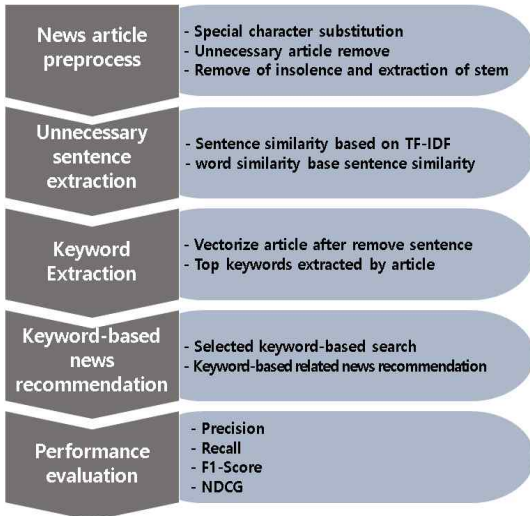 News article
preprocess
- Special character substitution
- Unnecessary article remove
- Remove of insolence and extraction of stem
Unnecessary
sentence
extraction
- Sentence similarity based on TF-IDF
- word similarity base sentence similarity
Keyword
Extraction
- Vectorize article after remove sentence
- Top keywords extracted by article
Keyword-based
news
recommendation
- Selected keyword-based search
- Keyword-based related news recommendation
Performance
evaluation
- Precision
- Recall
- F1-Score
- NDCG